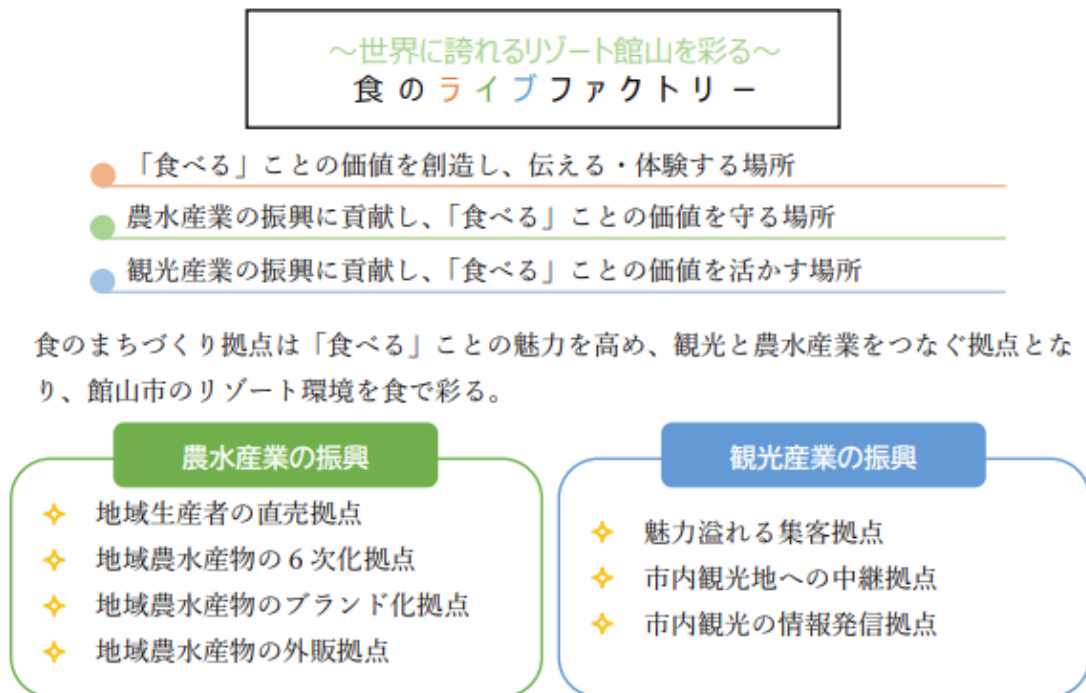 ～世界に誇れるリゾート館山を彩る～
食のライブファクトリー
「食べる」ことの価値を創造し、伝える・体験する場所
農水産業の振興に貢献し、「食べる」ことの価値を守る場所
観光産業の振興に貢献し、「食べる」ことの価値を活かす場所
食のまちづくり拠点は「食べる」ことの魅力を高め、観光と農水産業をつなぐ拠点とな
り、館山市のリゾート環境を食で彩る。
農水産業の振興
地域生産者の直売拠点
地域農水産物の６次化拠点
地域農水産物のブランド化拠点
地域農水産物の外販拠点
観光産業の振興
魅力溢れる集客拠点
市内観光地への中継拠点
市内観光の情報発信拠点